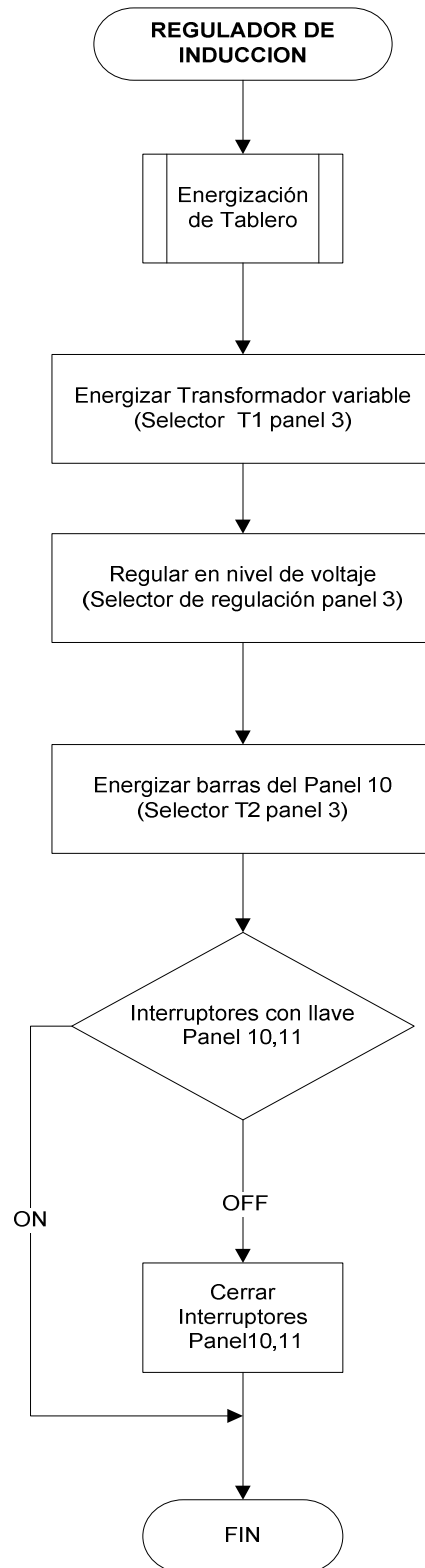 REGULADOR DE
INDUCCION
Energización
de Tablero
Energizar Transformador variable
(Selector T1 panel 3)
Regular en nivel de voltaje
(Selector de regulación panel 3)
Energizar barras del Panel 10
(Selector T2 panel 3)
Interruptores con llave
Panel 10,11
ON
OFF
Cerrar
Interruptores
Panel10,11
FIN